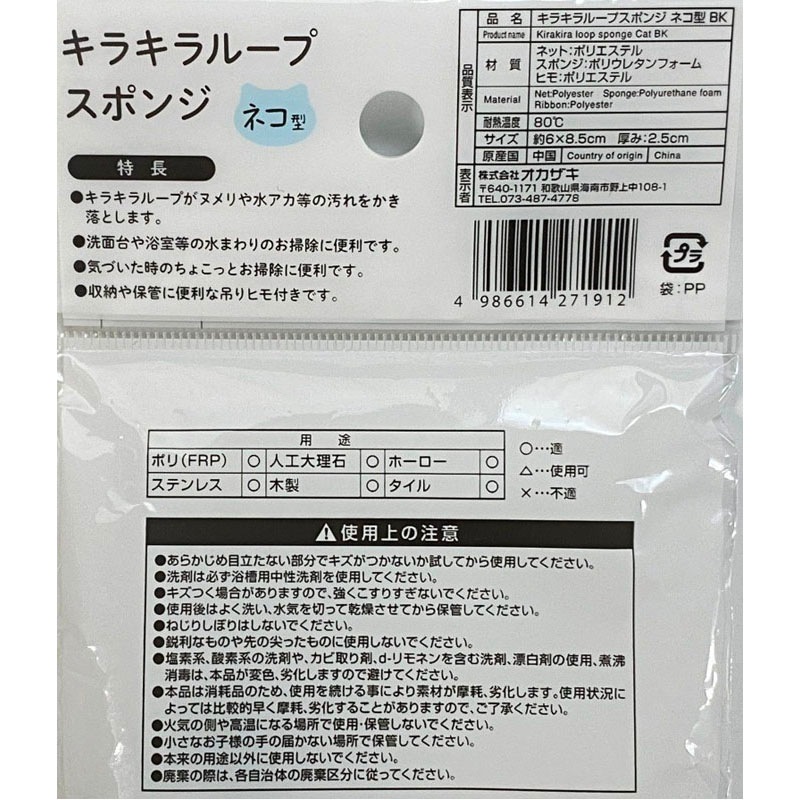 キラキラループ
スポンジ
ネコ型
特長
●キラキラループがヌメリや水アカ等の汚れをかき
落とします。
●洗面台や浴室等の水まわりのお掃除に便利です。
●気づいた時のちょこっとお掃除に便利です。
●収納や保管に便利な吊りヒモ付きです。
品質表示
品名 キラキラループスポンジ ネコ型 BK
Product name Kirakira loop sponge Cat BK
材質 ネット:ポリエステル
スポンジ:ポリウレタンフォーム
ヒモ:ポリエステル
Material Net:Polyester Sponge:Polyurethane foam
Ribbon:Polyester
耐熱温度 80℃
サイズ 約6×8.5cm 厚み:2.5cm
原産国 中国 Country of origin China
表示者
株式会社オカザキ
〒640-1171 和歌山県海南市野上中108-1
TEL.073-487-4778
4 986614 271912
プラ
袋:PP
用途
ポリ(FRP) ○ 人工大理石 ○ ホーロー ○
ステンレス ○ 木製 ○ タイル ○
○…適
△…使用可
×…不適
⚠使用上の注意
●あらかじめ目立たない部分でキズがつかないか試してから使用してください。
●洗剤は必ず浴槽用中性洗剤を使用してください。
●キズつく場合がありますので、強くこすりすぎないでください。
●使用後はよく洗い、水気を切って乾燥させてから保管してください。
●ねじりしぼりはしないでください。
●鋭利なものや先の尖ったものに使用しないでください。
●塩素系、酸素系の洗剤や、カビ取り剤、d-リモネンを含む洗剤、漂白剤の使用、煮沸
消毒は、本品が変色、劣化しますので避けてください。
●本品は消耗品のため、使用を続ける事により素材が摩耗、劣化します。使用状況に
よっては比較的早く摩耗、劣化することがありますので、ご了承ください。
●火気の側や高温になる場所で使用・保管しないでください。
●小さなお子様の手の届かない場所で保管してください。
●本来の用途以外に使用しないでください。
●廃棄の際は、各自治体の廃棄区分に従ってください。